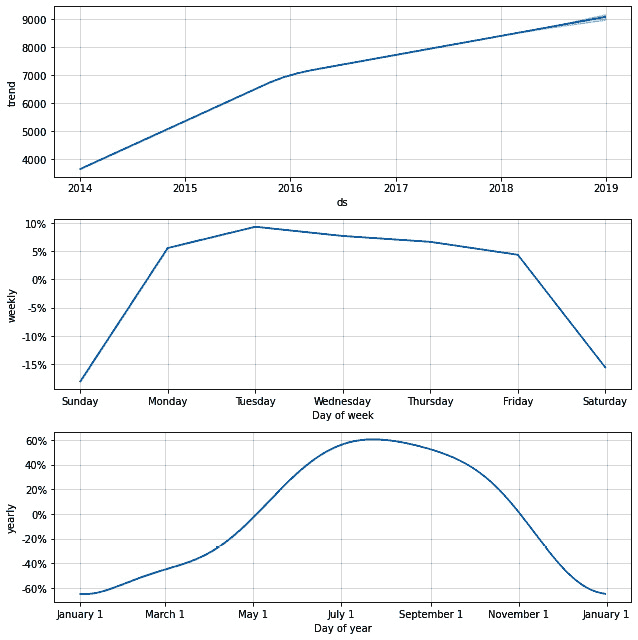 9000
8000
7000
6000
5000
4000
trend
2014 2015 2016 2017 2018 2019
ds
10%
5%
0%
-5%
-10%
-15%
weekly
Sunday Monday Tuesday Wednesday Thursday Friday Saturday
Day of week
60%
40%
20%
0%
-20%
-40%
-60%
yearly
January 1 March 1 May 1 July 1 September 1 November 1 January 1
Day of year